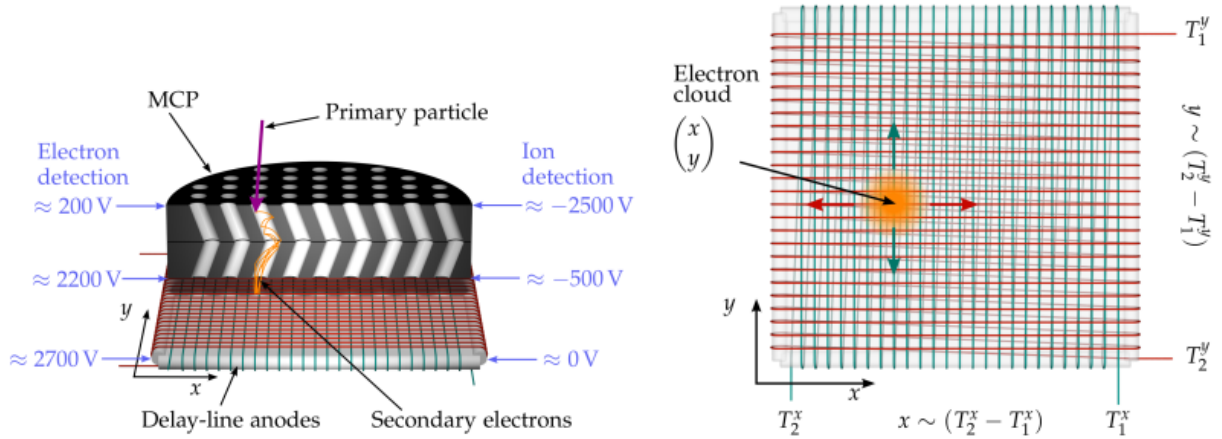 MCP
Primary particle
Electron
detection
Ion
detection
≈ 200 V
≈ −2500 V
≈ 2200 V
≈ −500 V
y
≈ 2700 V
≈ 0 V
x
Delay-line anodes
Secondary electrons
T₁ʸ
Electron
cloud
(x
y)
y ∼ (T₂ʸ − T₁ʸ)
y
x
T₂ʸ
T₂ˣ
x ∼ (T₂ˣ − T₁ˣ)
T₁ˣ